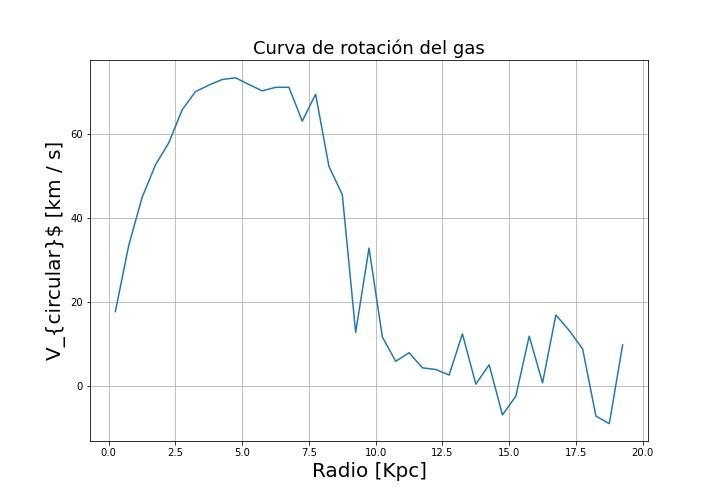 Curva de rotación del gas
V_{circular}$ [km / s]
60
40
20
0
0.0 2.5 5.0 7.5 10.0 12.5 15.0 17.5 20.0
Radio [Kpc]